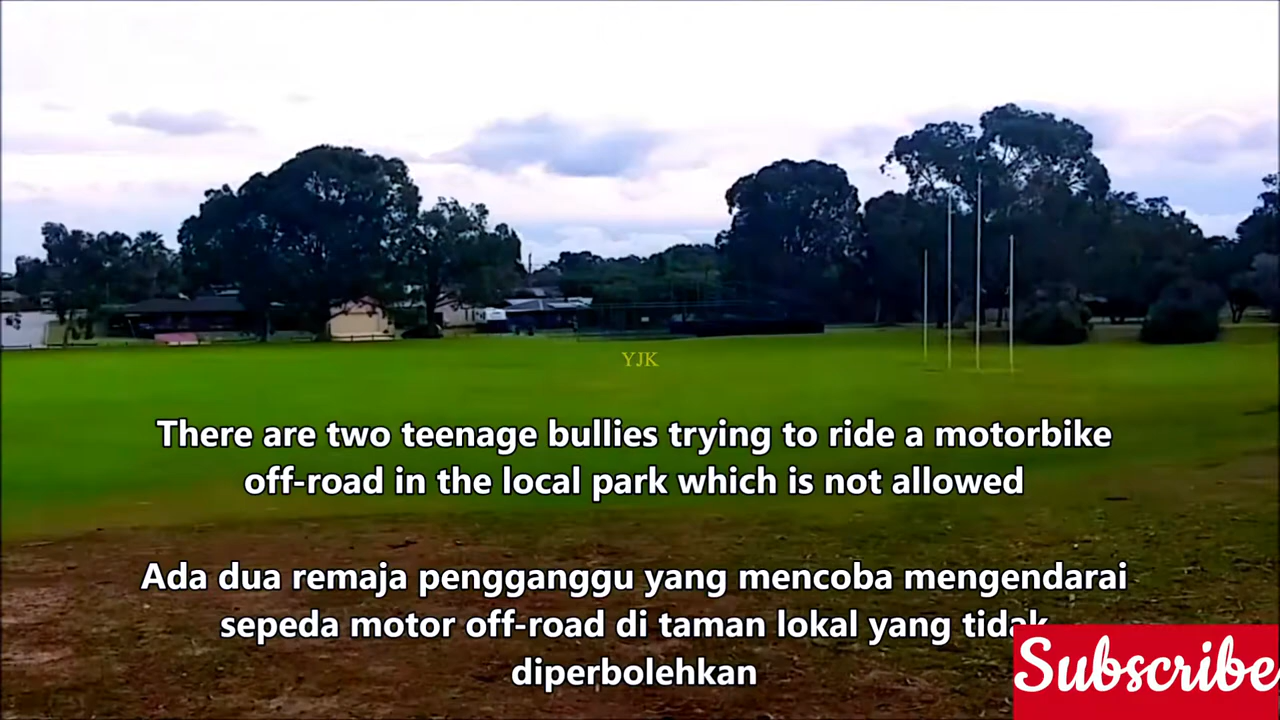 YJK
There are two teenage bullies trying to ride a motorbike
off-road in the local park which is not allowed
Ada dua remaja pengganggu yang mencoba mengendarai
sepeda motor off-road di taman lokal yang tidak
diperbolehkan
Subscribe